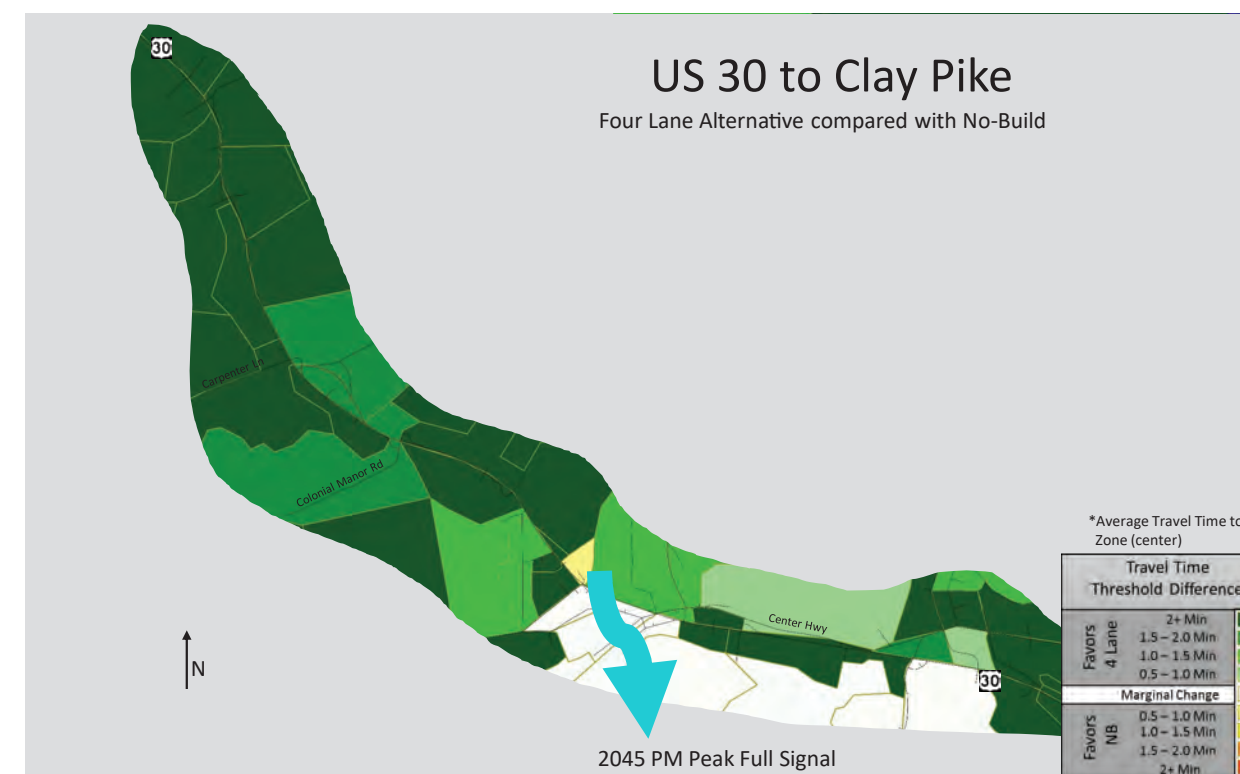 30
US 30 to Clay Pike
Four Lane Alternative compared with No-Build
Carpenter Ln
Colonial Manor Rd
Center Hwy
30
N
2045 PM Peak Full Signal
*Average Travel Time to
Zone (center)
Travel Time
Threshold Difference
Favors
4 Lane
2+ Min
1.5 – 2.0 Min
1.0 – 1.5 Min
0.5 – 1.0 Min
Marginal Change
Favors
NB
0.5 – 1.0 Min
1.0 – 1.5 Min
1.5 – 2.0 Min
2+ Min